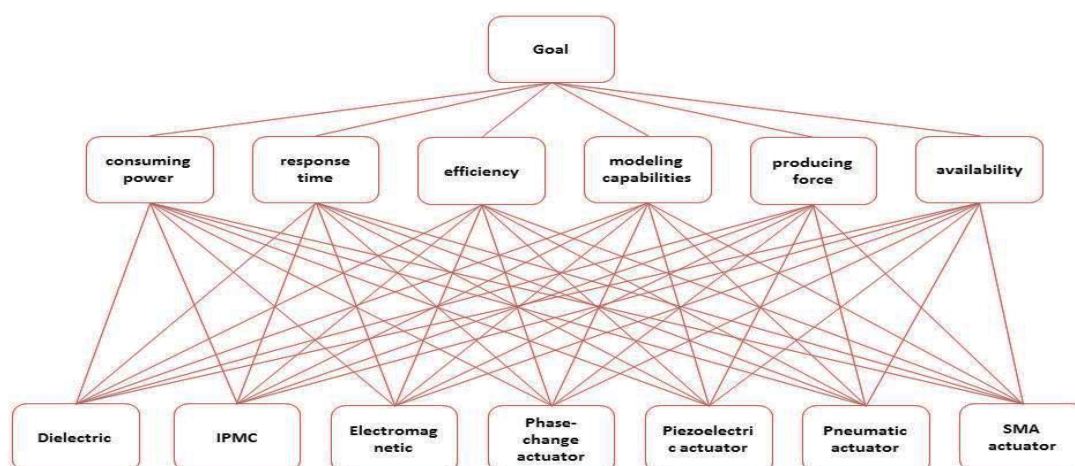 Goal
consuming
power
response
time
efficiency
modeling
capabilities
producing
force
availability
Dielectric
IPMC
Electromag
netic
Phase-
change
actuator
Piezoelectri
c actuator
Pneumatic
actuator
SMA
actuator